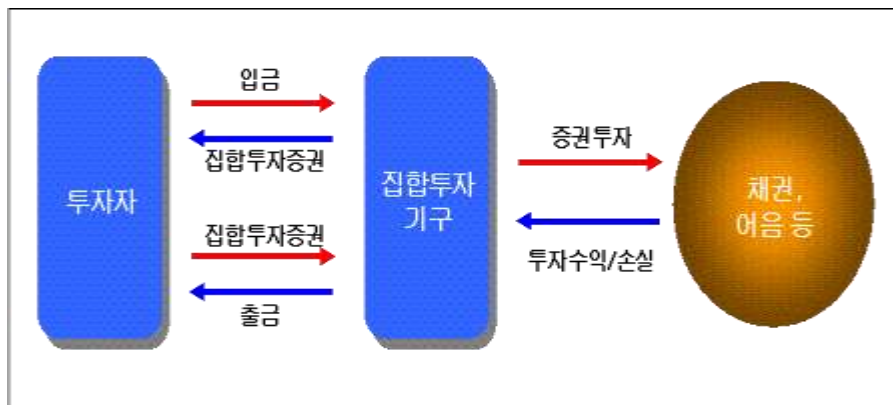 입금
집합투자증권
투자자
집합투자증권
출금
집합투자
기구
증권투자
투자수익/손실
채권,
어음 등